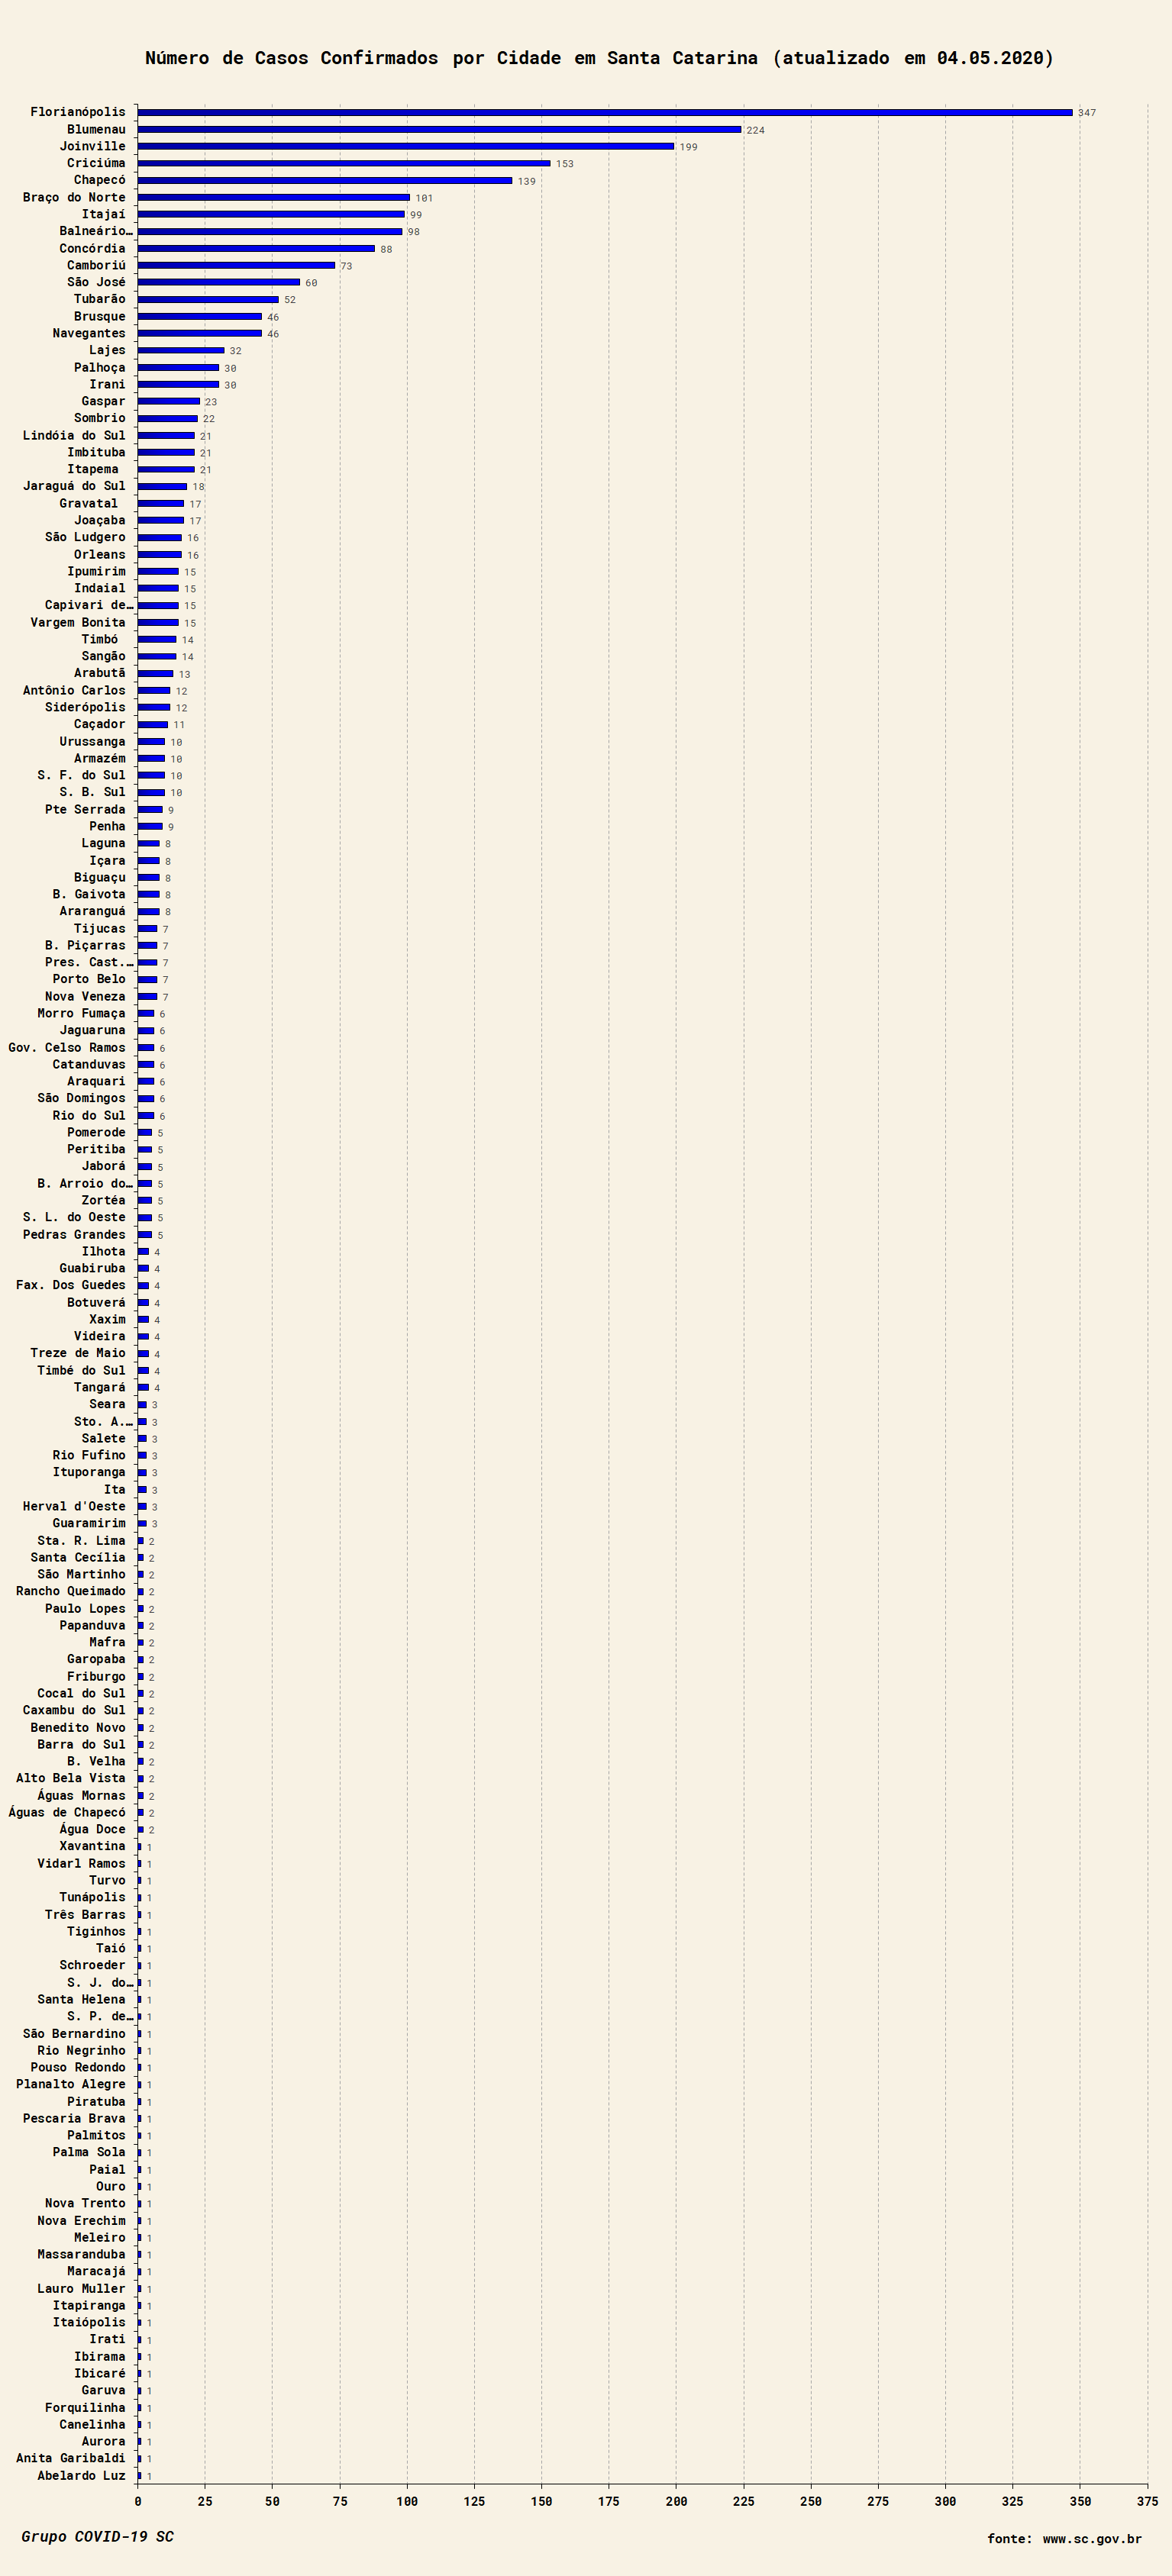 Número de Casos Confirmados por Cidade em Santa Catarina (atualizado em 04.05.2020)
Florianópolis 347
Blumenau 224
Joinville 199
Criciúma 153
Chapecó 139
Braço do Norte 101
Itajaí 99
Balneário… 98
Concórdia 88
Camboriú 73
São José 60
Tubarão 52
Brusque 46
Navegantes 46
Lajes 32
Palhoça 30
Irani 30
Gaspar 23
Sombrio 22
Lindóia do Sul 21
Imbituba 21
Itapema 21
Jaraguá do Sul 18
Gravatal 17
Joaçaba 17
São Ludgero 16
Orleans 16
Ipumirim 15
Indaial 15
Capivari de… 15
Vargem Bonita 15
Timbó 14
Sangão 14
Arabutã 13
Antônio Carlos 12
Siderópolis 12
Caçador 11
Urussanga 10
Armazém 10
S. F. do Sul 10
S. B. Sul 10
Pte Serrada 9
Penha 9
Laguna 8
Içara 8
Biguaçu 8
B. Gaivota 8
Araranguá 8
Tijucas 7
B. Piçarras 7
Pres. Cast.… 7
Porto Belo 7
Nova Veneza 7
Morro Fumaça 6
Jaguaruna 6
Gov. Celso Ramos 6
Catanduvas 6
Araquari 6
São Domingos 6
Rio do Sul 6
Pomerode 5
Peritiba 5
Jaborá 5
B. Arroio do… 5
Zortéa 5
S. L. do Oeste 5
Pedras Grandes 5
Ilhota 4
Guabiruba 4
Fax. Dos Guedes 4
Botuverá 4
Xaxim 4
Videira 4
Treze de Maio 4
Timbé do Sul 4
Tangará 4
Seara 3
Sto. A.… 3
Salete 3
Rio Fufino 3
Ituporanga 3
Ita 3
Herval d'Oeste 3
Guaramirim 3
Sta. R. Lima 2
Santa Cecília 2
São Martinho 2
Rancho Queimado 2
Paulo Lopes 2
Papanduva 2
Mafra 2
Garopaba 2
Friburgo 2
Cocal do Sul 2
Caxambu do Sul 2
Benedito Novo 2
Barra do Sul 2
B. Velha 2
Alto Bela Vista 2
Águas Mornas 2
Águas de Chapecó 2
Água Doce 2
Xavantina 1
Vidarl Ramos 1
Turvo 1
Tunápolis 1
Três Barras 1
Tiginhos 1
Taió 1
Schroeder 1
S. J. do… 1
Santa Helena 1
S. P. de… 1
São Bernardino 1
Rio Negrinho 1
Pouso Redondo 1
Planalto Alegre 1
Piratuba 1
Pescaria Brava 1
Palmitos 1
Palma Sola 1
Paial 1
Ouro 1
Nova Trento 1
Nova Erechim 1
Meleiro 1
Massaranduba 1
Maracajá 1
Lauro Muller 1
Itapiranga 1
Itaiópolis 1
Irati 1
Ibirama 1
Ibicaré 1
Garuva 1
Forquilinha 1
Canelinha 1
Aurora 1
Anita Garibaldi 1
Abelardo Luz 1
0 25 50 75 100 125 150 175 200 225 250 275 300 325 350 375
Grupo COVID-19 SC
fonte: www.sc.gov.br